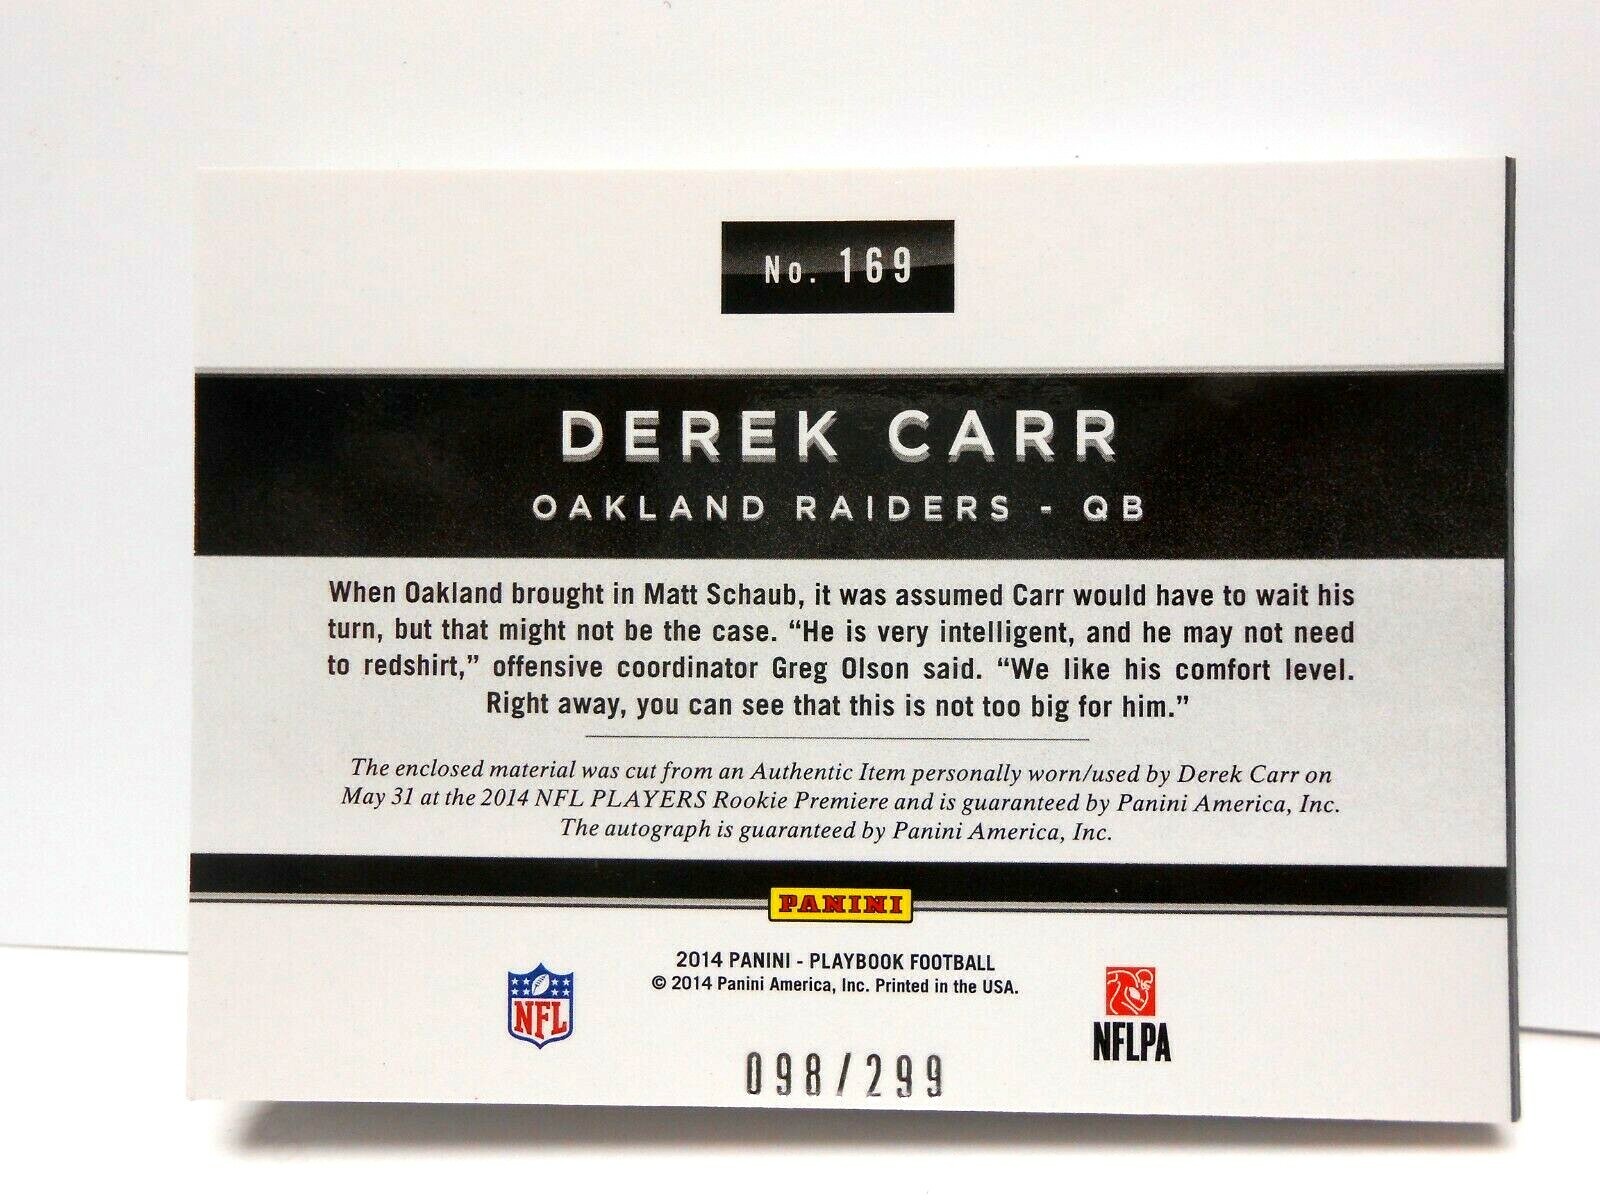 No. 169
DEREK CARR
OAKLAND RAIDERS - QB
When Oakland brought in Matt Schaub, it was assumed Carr would have to wait his
turn, but that might not be the case. “He is very intelligent, and he may not need
to redshirt,” offensive coordinator Greg Olson said. “We like his comfort level.
Right away, you can see that this is not too big for him.”
The enclosed material was cut from an Authentic Item personally worn/used by Derek Carr on
May 31 at the 2014 NFL PLAYERS Rookie Premiere and is guaranteed by Panini America, Inc.
The autograph is guaranteed by Panini America, Inc.
PANINI
2014 PANINI - PLAYBOOK FOOTBALL
© 2014 Panini America, Inc. Printed in the USA.
NFL
NFLPA
098/299